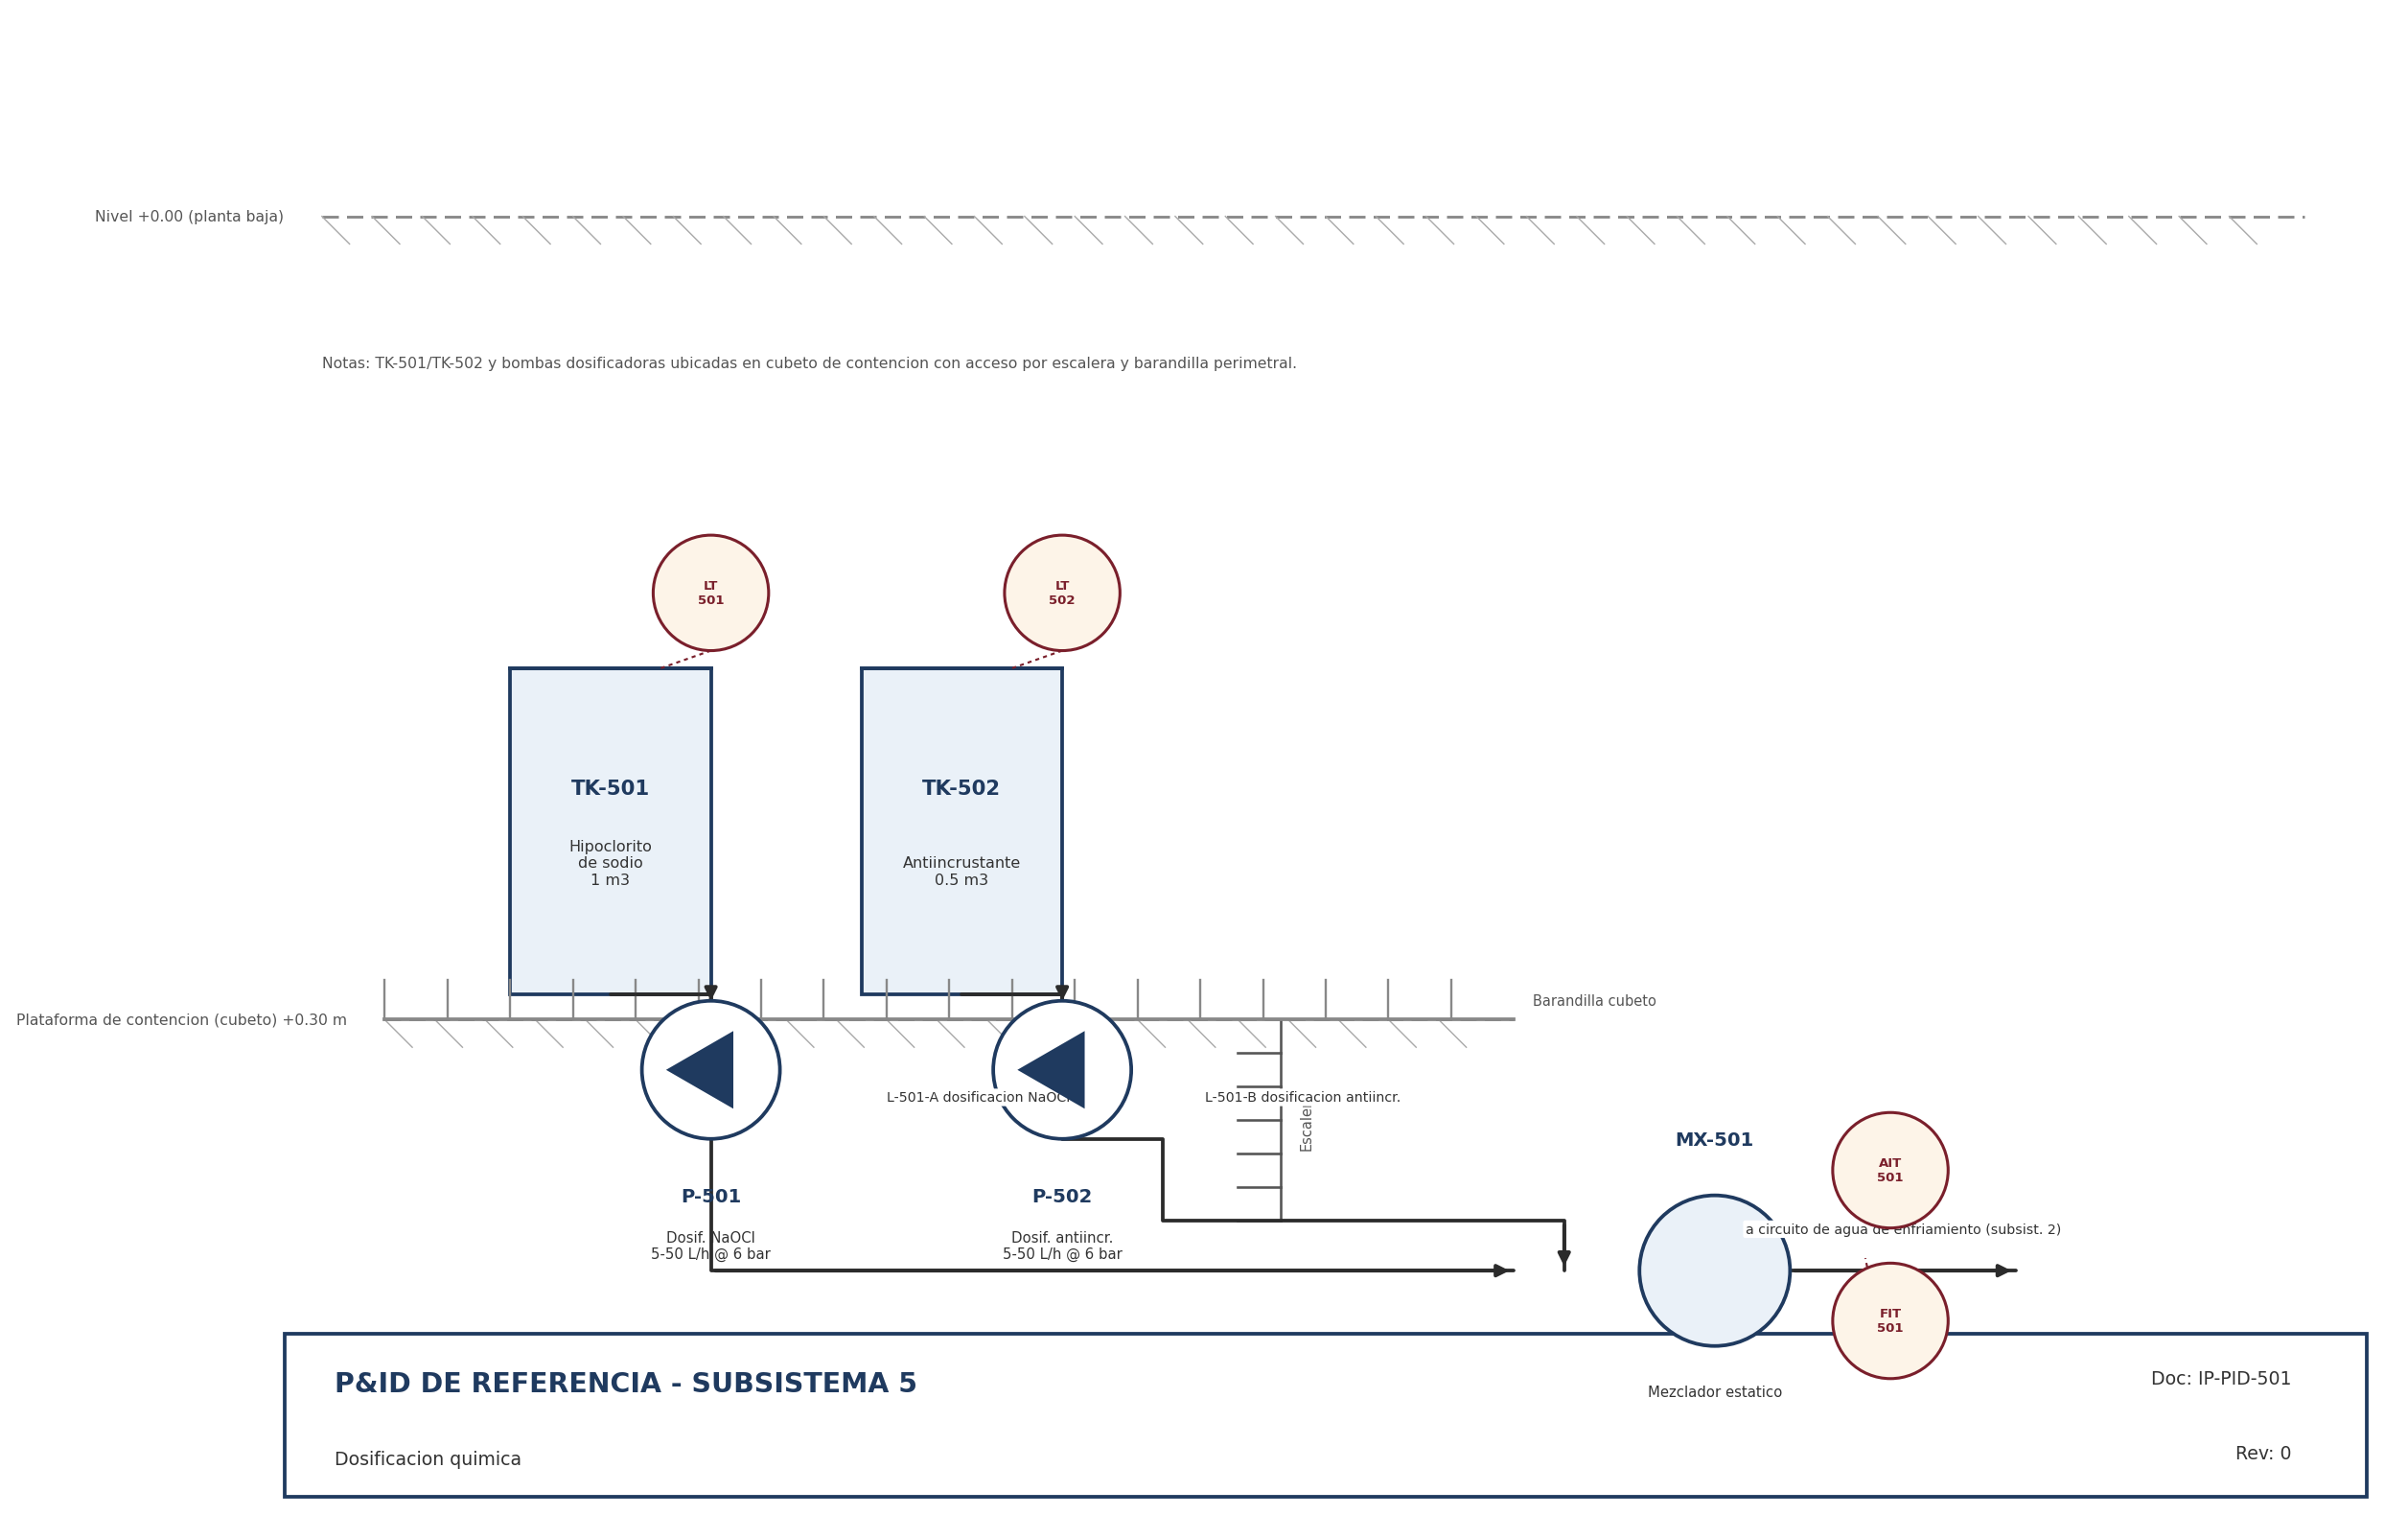 Nivel +0.00 (planta baja)
Notas: TK-501/TK-502 y bombas dosificadoras ubicadas en cubeto de contencion con acceso por escalera y barandilla perimetral.
LT
501
LT
502
TK-501
Hipoclorito
de sodio
1 m3
TK-502
Antiincrustante
0.5 m3
Plataforma de contencion (cubeto) +0.30 m
Barandilla cubeto
L-501-A dosificacion NaOCl
L-501-B dosificacion antiincr.
MX-501
AIT
501
P-501
Dosif. NaOCl
5-50 L/h @ 6 bar
P-502
Dosif. antiincr.
5-50 L/h @ 6 bar
a circuito de agua de enfriamiento (subsist. 2)
FIT
501
Mezclador estatico
P&ID DE REFERENCIA - SUBSISTEMA 5
Dosificacion quimica
Doc: IP-PID-501
Rev: 0